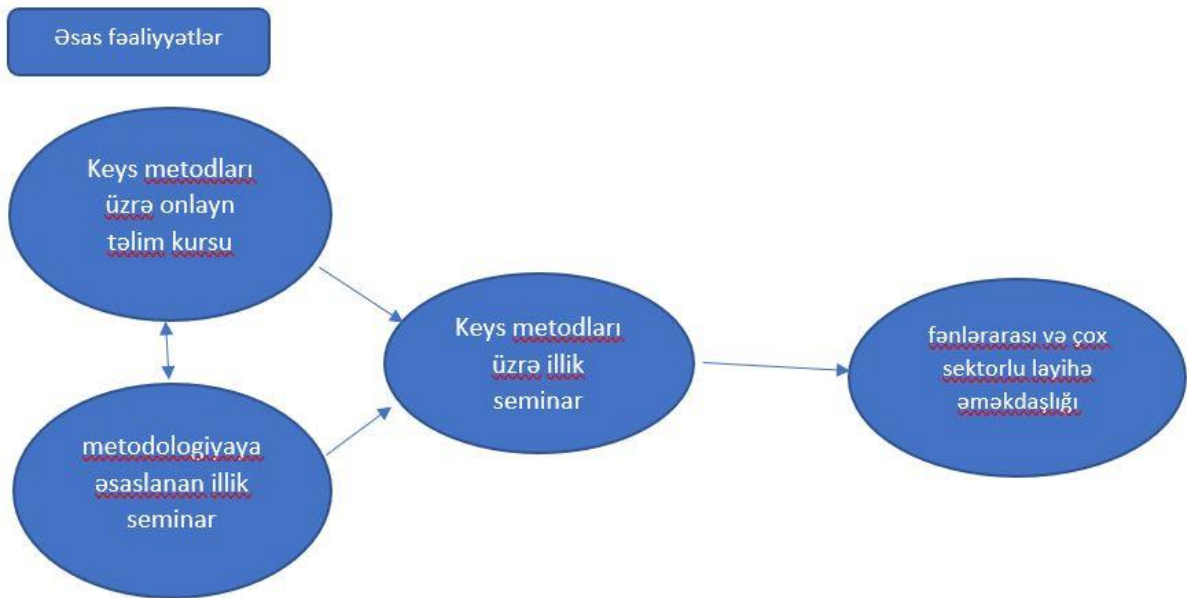 Əsas fəaliyyətlər
Keys metodları
üzrə onlayn
təlim kursu
metodologiyaya
əsaslanan illik
seminar
Keys metodları
üzrə illik
seminar
fənlərarası və çox
sektorlu layihə
əməkdaşlığı